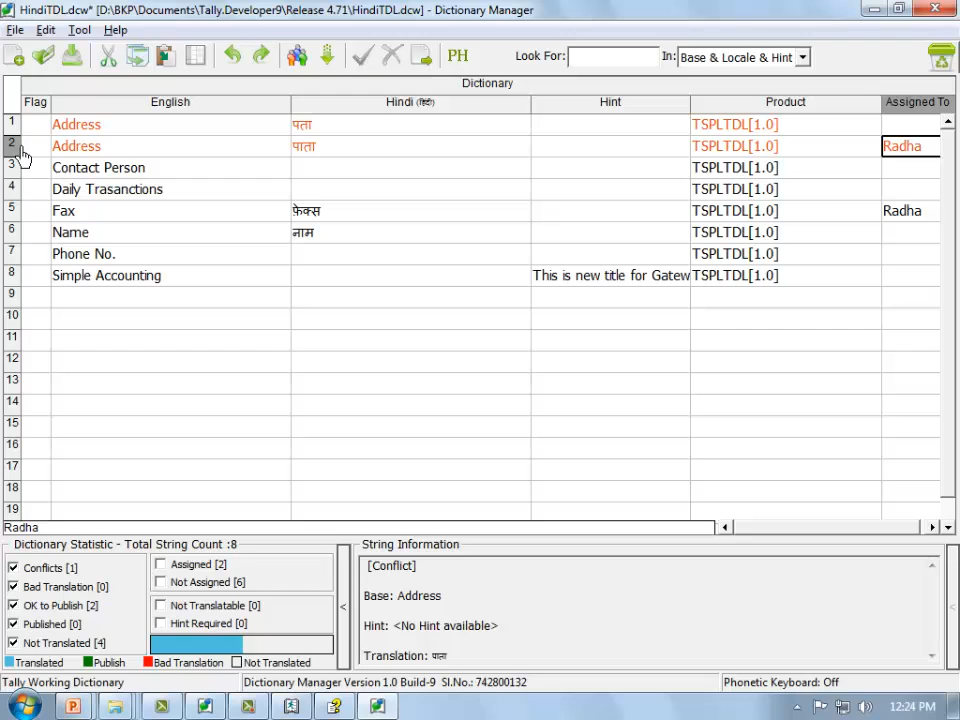 HindiTDL.dcw* [D:\BKP\Documents\Tally.Developer9\Release 4.71\HindiTDL.dcw] - Dictionary Manager
File Edit Tool Help
PH Look For: In: Base & Locale & Hint
Dictionary
Flag English Hindi (हिन्दी) Hint Product Assigned To
1 Address पता TSPLTDL[1.0]
2 Address पाता TSPLTDL[1.0] Radha
3 Contact Person TSPLTDL[1.0]
4 Daily Trasanctions TSPLTDL[1.0]
5 Fax फ़ेक्स TSPLTDL[1.0] Radha
6 Name नाम TSPLTDL[1.0]
7 Phone No. TSPLTDL[1.0]
8 Simple Accounting This is new title for Gatew TSPLTDL[1.0]
9
10
11
12
13
14
15
16
17
18
19
Radha
Dictionary Statistic - Total String Count :8
Conflicts [1]
Bad Translation [0]
OK to Publish [2]
Published [0]
Not Translated [4]
Assigned [2]
Not Assigned [6]
Not Translatable [0]
Hint Required [0]
Translated Publish Bad Translation Not Translated
String Information
[Conflict]
Base: Address
Hint: <No Hint available>
Translation: पाता
Tally Working Dictionary Dictionary Manager Version 1.0 Build-9 Sl.No.: 742800132 Phonetic Keyboard: Off
12:24 PM